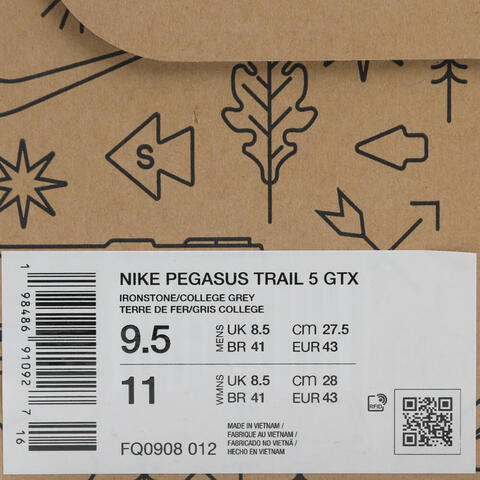 S
NIKE PEGASUS TRAIL 5 GTX
IRONSTONE/COLLEGE GREY
TERRE DE FER/GRIS COLLEGE
9.5 MENS UK 8.5 cm 27.5
BR 41 EUR 43
11 WMNS UK 8.5 cm 28
BR 41 EUR 43
MADE IN VIETNAM /
FABRIQUE AU VIETNAM /
FABRICADO NO VIETNÃ /
HECHO EN VIETNAM
FQ0908 012
RFID
1 98486 91092 7 16